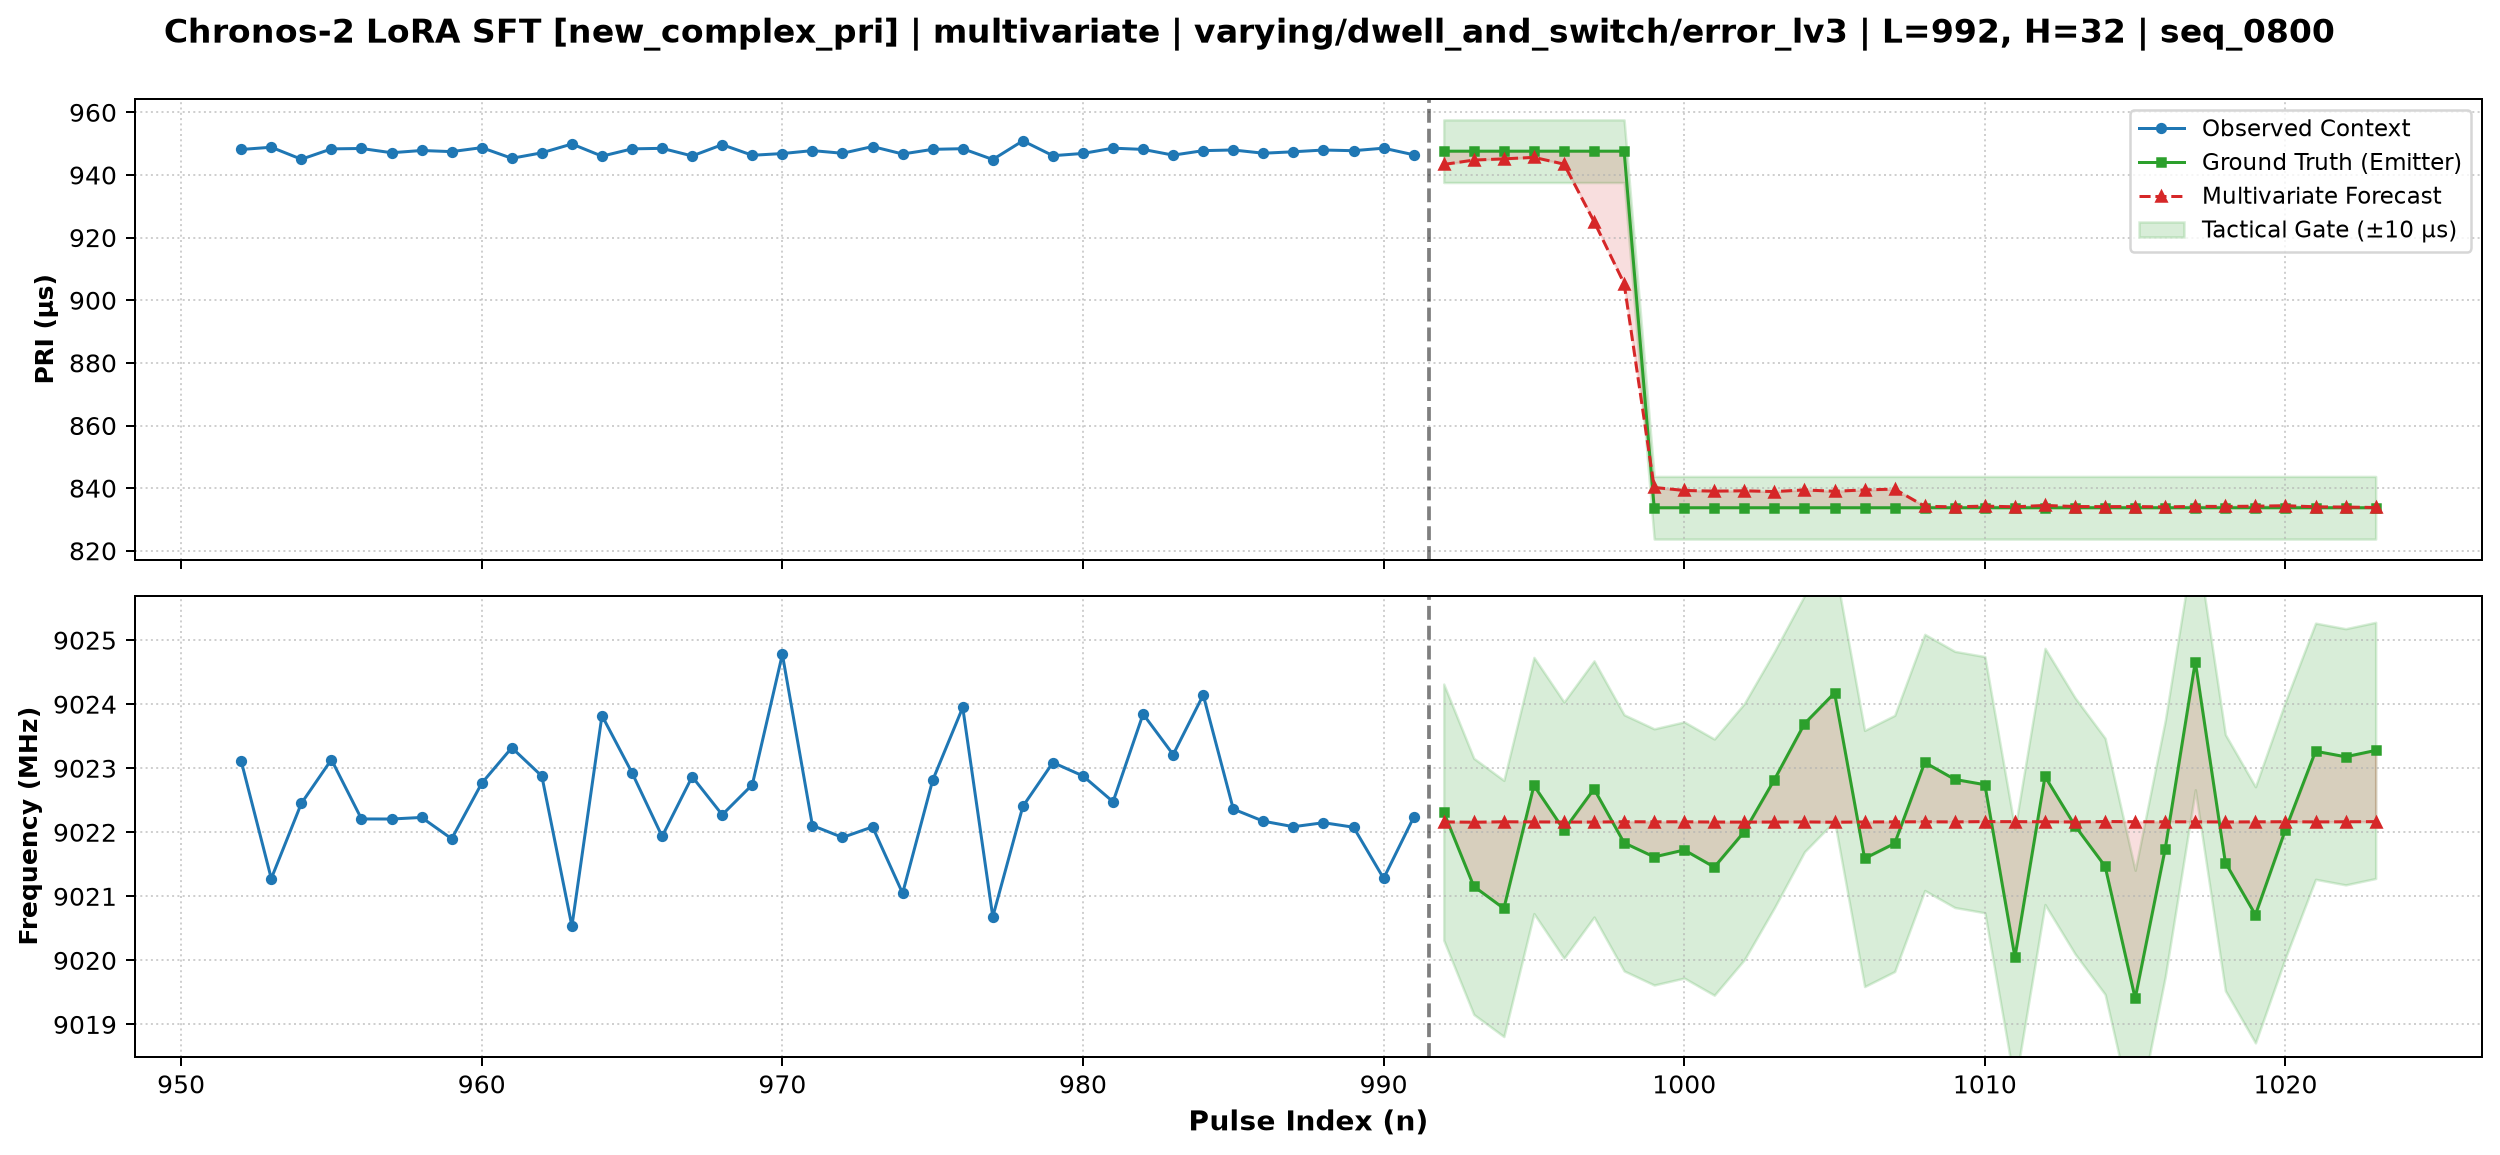 Chronos-2 LoRA SFT [new_complex_pri] | multivariate | varying/dwell_and_switch/error_lv3 | L=992, H=32 | seq_0800
PRI (µs)
960
940
920
900
880
860
840
820
Observed Context
Ground Truth (Emitter)
Multivariate Forecast
Tactical Gate (±10 µs)
Frequency (MHz)
9025
9024
9023
9022
9021
9020
9019
950 960 970 980 990 1000 1010 1020
Pulse Index (n)